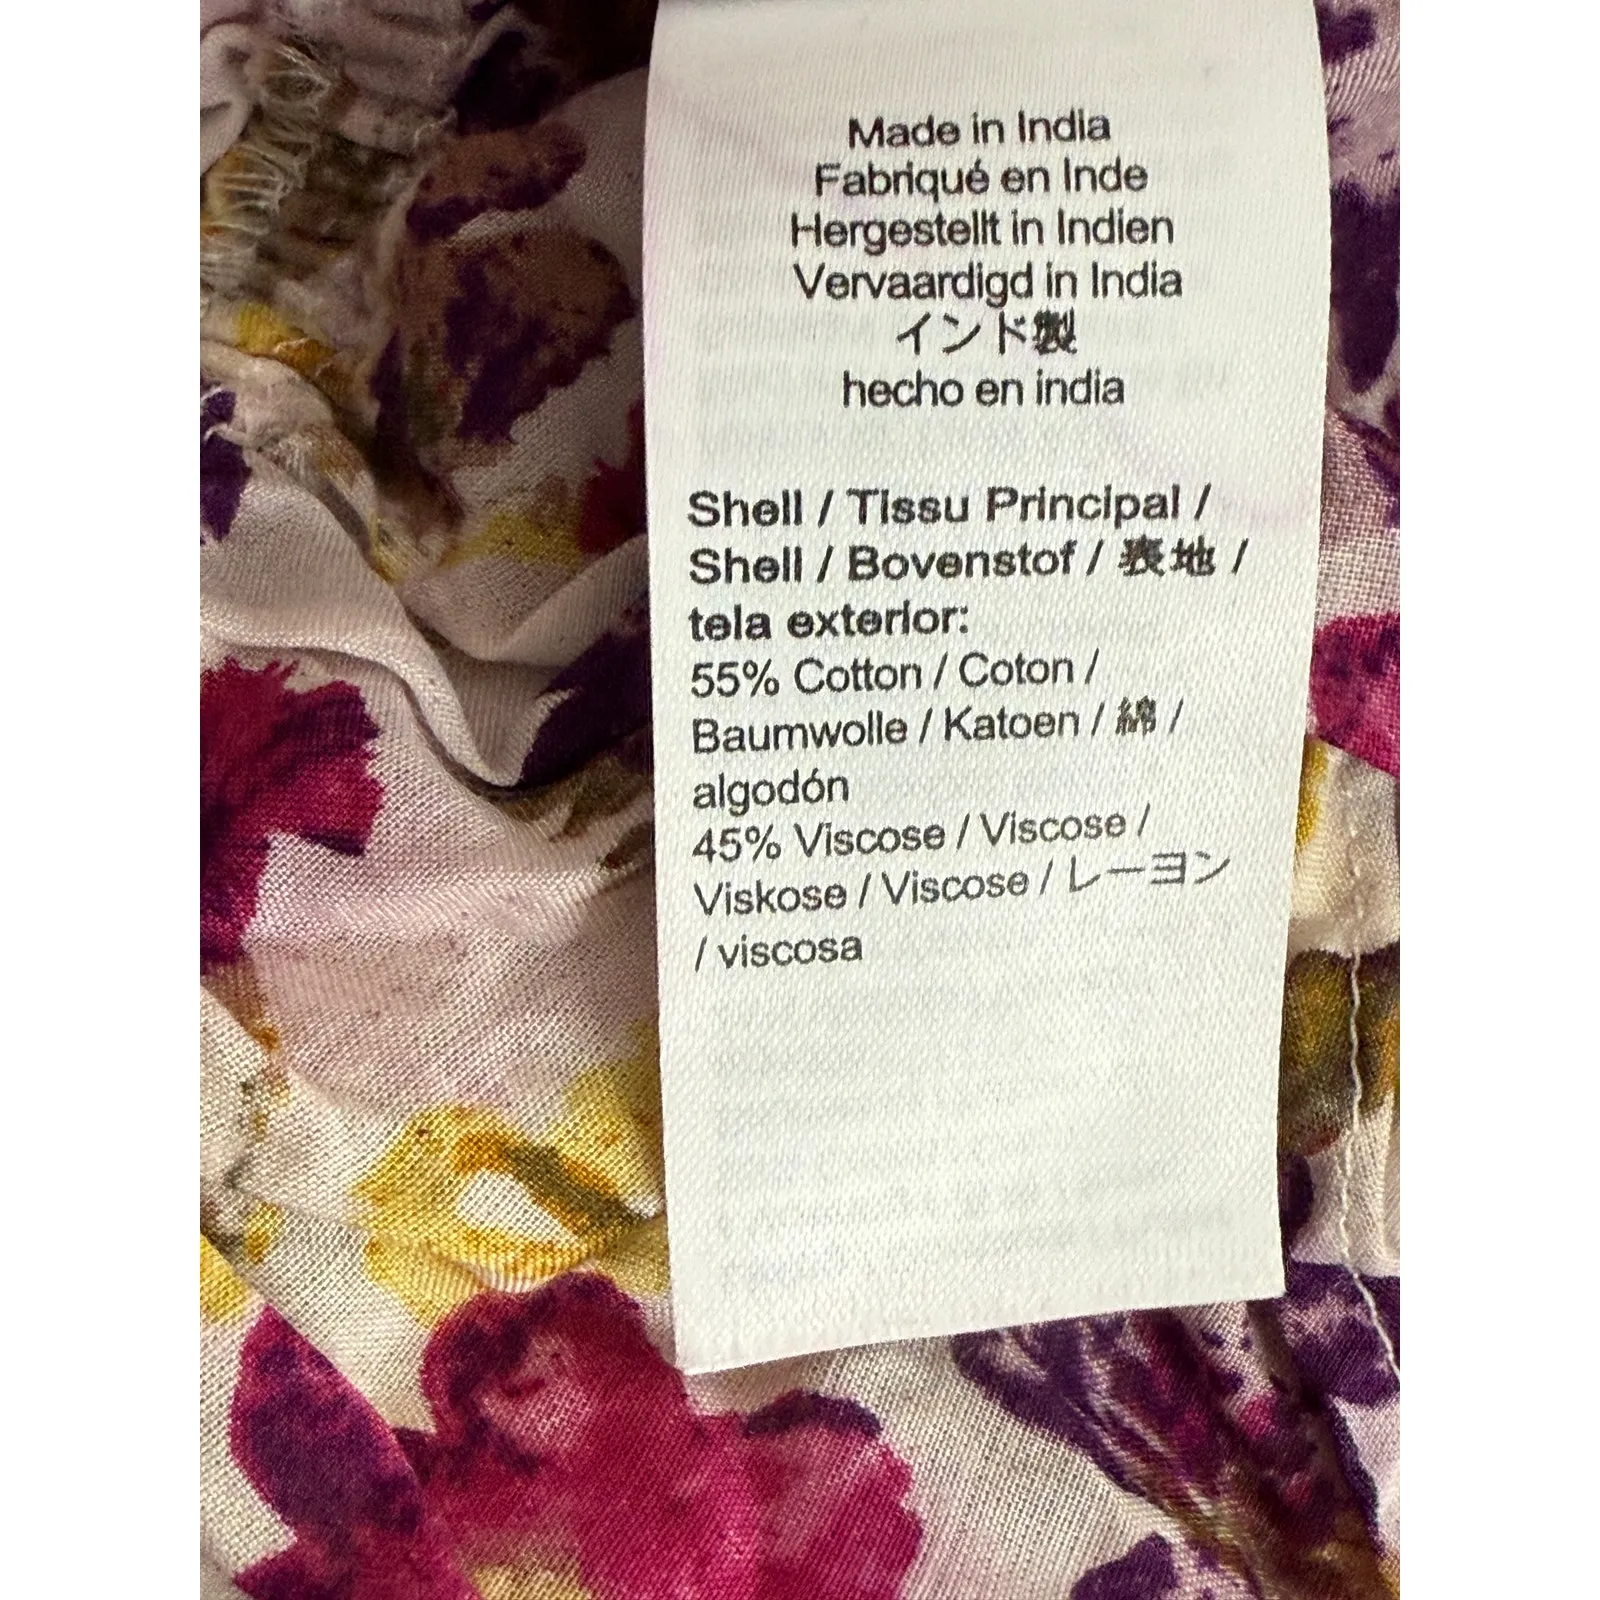 Made in India
Fabriqué en Inde
Hergestellt in Indien
Vervaardigd in India
インド製
hecho en india
Shell / Tissu Principal /
Shell / Bovenstof / 表地 /
tela exterior:
55% Cotton / Coton /
Baumwolle / Katoen / 綿 /
algodón
45% Viscose / Viscose /
Viskose / Viscose / レーヨン
/ viscosa